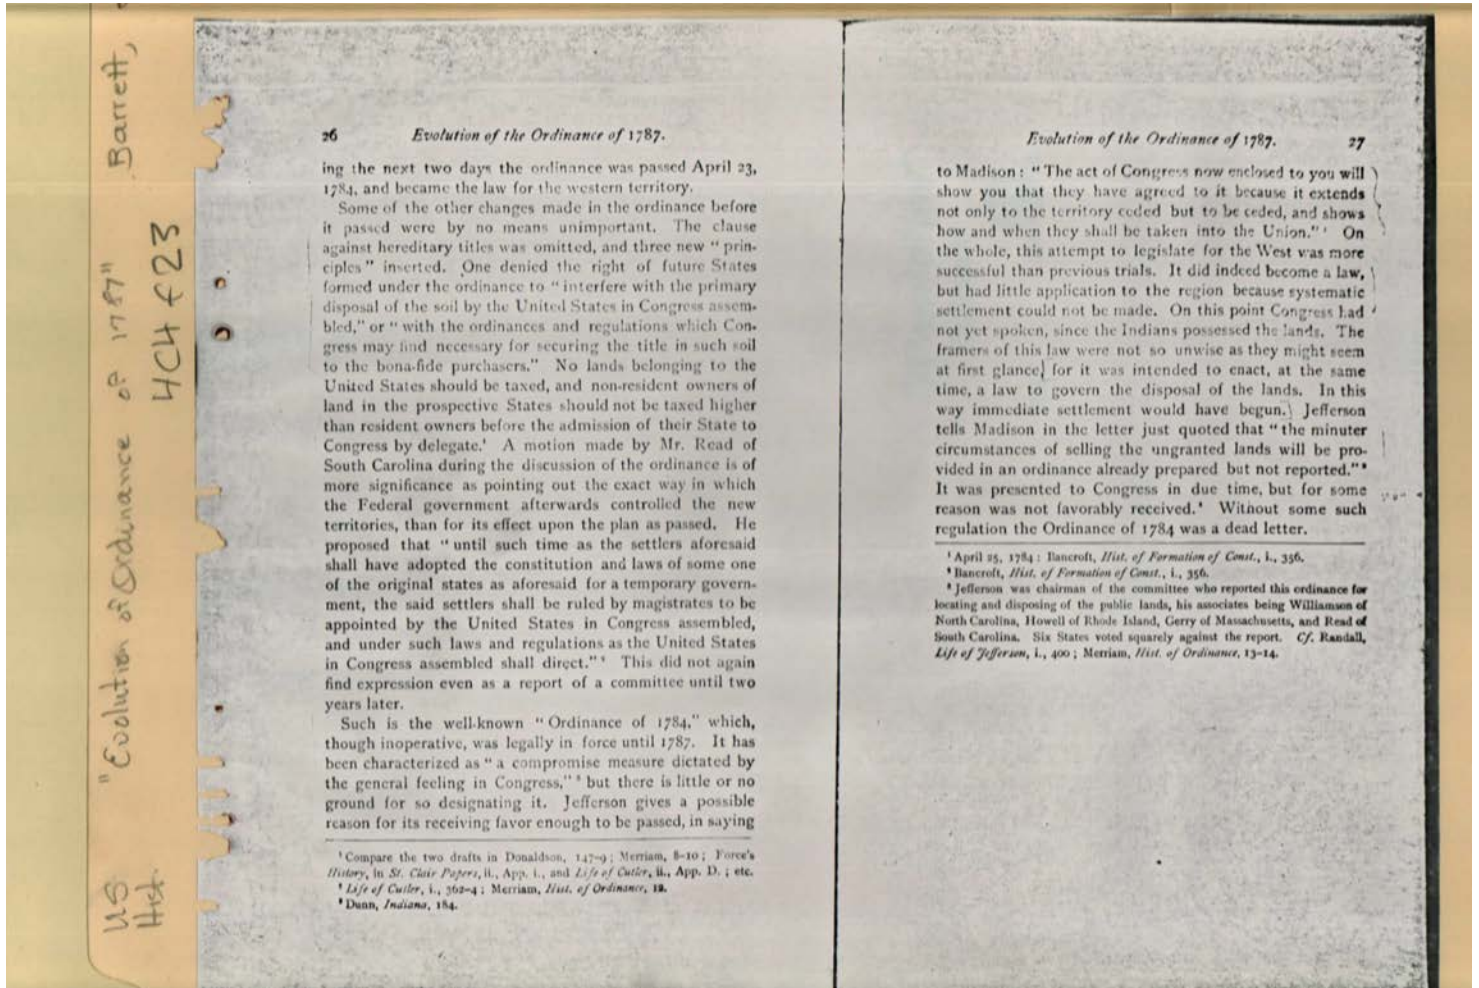 US Hist.
"Evolution of Ordinance of 1787" Barrett,
4CH f23
26 Evolution of the Ordinance of 1787.
ing the next two days the ordinance was passed April 23,
1784, and became the law for the western territory.
Some of the other changes made in the ordinance before
it passed were by no means unimportant. The clause
against hereditary titles was omitted, and three new "prin-
ciples" inserted. One denied the right of future States
formed under the ordinance to "interfere with the primary
disposal of the soil by the United States in Congress assem-
bled," or "with the ordinances and regulations which Con-
gress may find necessary for securing the title in such soil
to the bona-fide purchasers." No lands belonging to the
United States should be taxed, and non-resident owners of
land in the prospective States should not be taxed higher
than resident owners before the admission of their State to
Congress by delegate.¹ A motion made by Mr. Read of
South Carolina during the discussion of the ordinance is of
more significance as pointing out the exact way in which
the Federal government afterwards controlled the new
territories, than for its effect upon the plan as passed. He
proposed that "until such time as the settlers aforesaid
shall have adopted the constitution and laws of some one
of the original states as aforesaid for a temporary govern-
ment, the said settlers shall be ruled by magistrates to be
appointed by the United States in Congress assembled,
and under such laws and regulations as the United States
in Congress assembled shall direct."² This did not again
find expression even as a report of a committee until two
years later.
Such is the well-known "Ordinance of 1784," which,
though inoperative, was legally in force until 1787. It has
been characterized as "a compromise measure dictated by
the general feeling in Congress,"³ but there is little or no
ground for so designating it. Jefferson gives a possible
reason for its receiving favor enough to be passed, in saying
¹ Compare the two drafts in Donaldson, 147-9; Merriam, 8-10; Force's
History, in St. Clair Papers, ii., App. i., and Life of Cutler, ii., App. D.; etc.
² Life of Cutler, i., 362-4; Merriam, Hist. of Ordinance, 12.
³ Dunn, Indiana, 184.
Evolution of the Ordinance of 1787. 27
to Madison: "The act of Congress now enclosed to you will
show you that they have agreed to it because it extends
not only to the territory ceded but to be ceded, and shows
how and when they shall be taken into the Union."¹ On
the whole, this attempt to legislate for the West was more
successful than previous trials. It did indeed become a law,
but had little application to the region because systematic
settlement could not be made. On this point Congress had
not yet spoken, since the Indians possessed the lands. The
framers of this law were not so unwise as they might seem
at first glance, for it was intended to enact, at the same
time, a law to govern the disposal of the lands. In this
way immediate settlement would have begun. Jefferson
tells Madison in the letter just quoted that "the minuter
circumstances of selling the ungranted lands will be pro-
vided in an ordinance already prepared but not reported."²
It was presented to Congress in due time, but for some
reason was not favorably received.³ Without some such
regulation the Ordinance of 1784 was a dead letter.
¹ April 25, 1784: Bancroft, Hist. of Formation of Const., i., 356.
² Bancroft, Hist. of Formation of Const., i., 356.
³ Jefferson was chairman of the committee who reported this ordinance for
locating and disposing of the public lands, his associates being Williamson of
North Carolina, Howell of Rhode Island, Gerry of Massachusetts, and Read of
South Carolina. Six States voted squarely against the report. Cf. Randall,
Life of Jefferson, i., 400; Merriam, Hist. of Ordinance, 13-14.